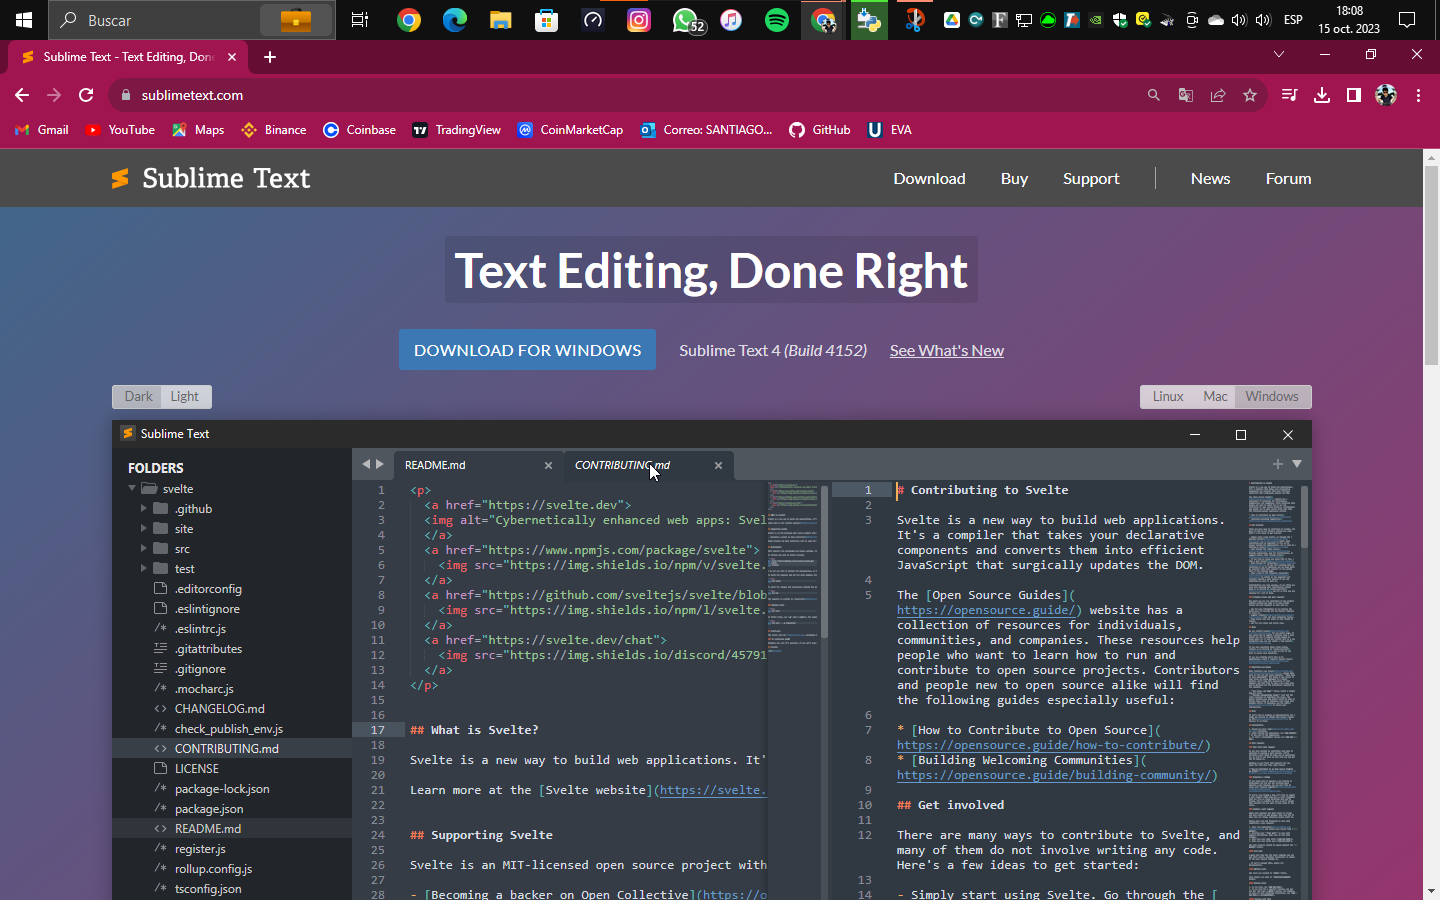 Buscar
52
ESP
18:08
15 oct. 2023
Sublime Text - Text Editing, Don
sublimetext.com
Gmail
YouTube
Maps
Binance
Coinbase
TradingView
CoinMarketCap
Correo: SANTIAGO...
GitHub
EVA
Sublime Text
Download
Buy
Support
News
Forum
Text Editing, Done Right
DOWNLOAD FOR WINDOWS
Sublime Text 4 (Build 4152)
See What's New
Dark
Light
Linux
Mac
Windows
Sublime Text
FOLDERS
svelte
.github
site
src
test
.editorconfig
.eslintignore
.eslintrc.js
.gitattributes
.gitignore
.mocharc.js
CHANGELOG.md
check_publish_env.js
CONTRIBUTING.md
LICENSE
package-lock.json
package.json
README.md
register.js
rollup.config.js
tsconfig.json
README.md
CONTRIBUTING.md
1 <p>
2 <a href="https://svelte.dev">
3 <img alt="Cybernetically enhanced web apps: Svel
4 </a>
5 <a href="https://www.npmjs.com/package/svelte">
6 <img src="https://img.shields.io/npm/v/svelte.
7 </a>
8 <a href="https://github.com/sveltejs/svelte/blob
9 <img src="https://img.shields.io/npm/l/svelte.
10 </a>
11 <a href="https://svelte.dev/chat">
12 <img src="https://img.shields.io/discord/45791
13 </a>
14 </p>
15
16
17 ## What is Svelte?
18
19 Svelte is a new way to build web applications. It'
20
21 Learn more at the [Svelte website](https://svelte.
22
23
24 ## Supporting Svelte
25
26 Svelte is an MIT-licensed open source project with
27
28 - [Becoming a backer on Open Collective](https://o
1 # Contributing to Svelte
2
3 Svelte is a new way to build web applications.
It's a compiler that takes your declarative
components and converts them into efficient
JavaScript that surgically updates the DOM.
4
5 The [Open Source Guides](
https://opensource.guide/) website has a
collection of resources for individuals,
communities, and companies. These resources help
people who want to learn how to run and
contribute to open source projects. Contributors
and people new to open source alike will find
the following guides especially useful:
6
7 * [How to Contribute to Open Source](
https://opensource.guide/how-to-contribute/)
8 * [Building Welcoming Communities](
https://opensource.guide/building-community/)
9
10 ## Get involved
11
12 There are many ways to contribute to Svelte, and
many of them do not involve writing any code.
Here's a few ideas to get started:
13
14 - Simply start using Svelte. Go through the [